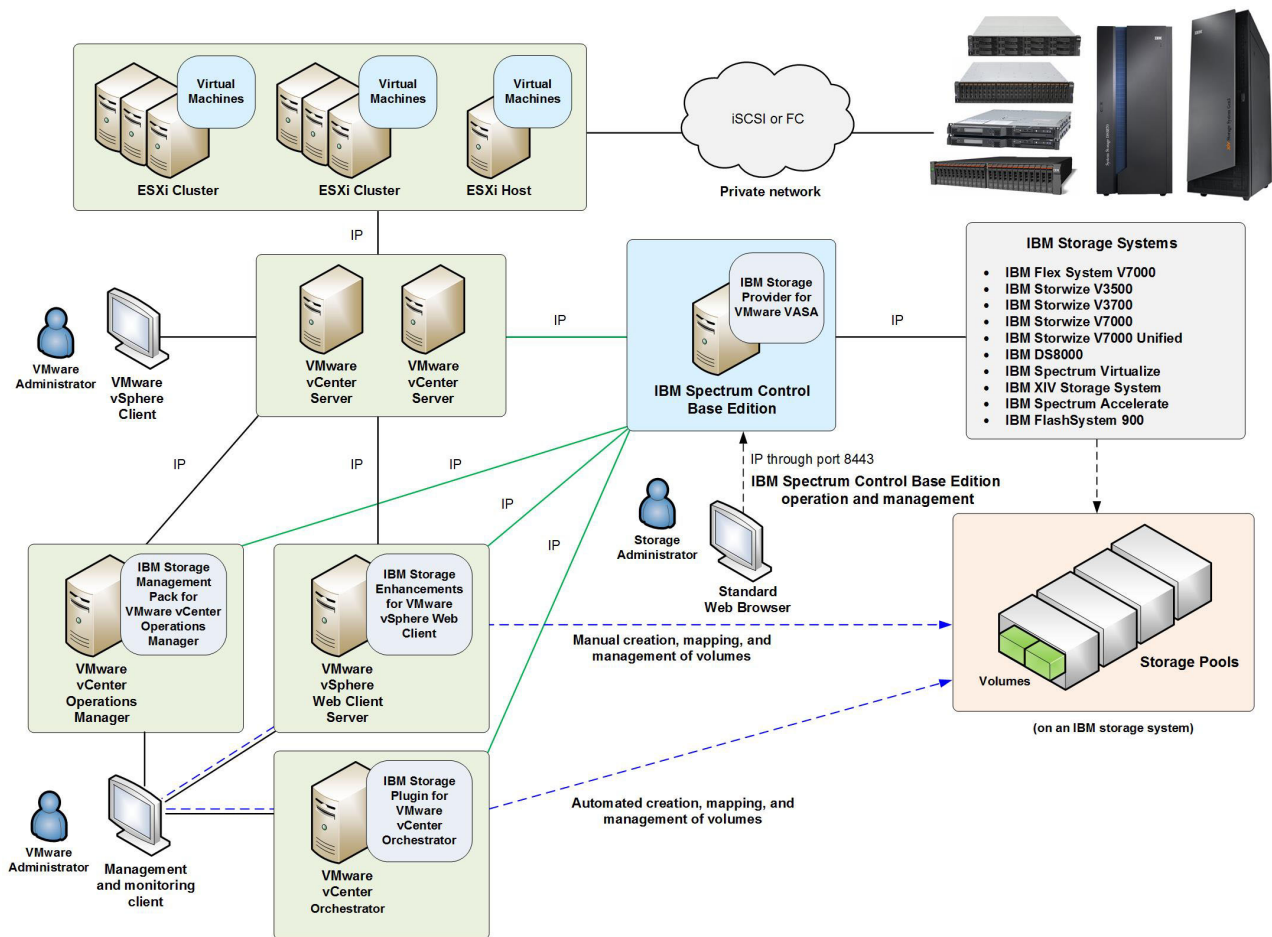 Virtual
Machines
Virtual
Machines
Virtual
Machines
ESXi Cluster
ESXi Cluster
ESXi Host
iSCSI or FC
Private network
IP
VMware
Administrator
VMware
vSphere
Client
VMware
vCenter
Server
VMware
vCenter
Server
IP
IBM Storage
Provider for
VMware VASA
IBM Spectrum Control
Base Edition
IP
IBM Storage Systems
• IBM Flex System V7000
• IBM Storwize V3500
• IBM Storwize V3700
• IBM Storwize V7000
• IBM Storwize V7000 Unified
• IBM DS8000
• IBM Spectrum Virtualize
• IBM XIV Storage System
• IBM Spectrum Accelerate
• IBM FlashSystem 900
IP
IP
IP
IP
IP
IP through port 8443
IBM Spectrum Control Base Edition
operation and management
Storage
Administrator
Standard
Web Browser
IBM Storage
Management
Pack for
VMware vCenter
Operations
Manager
VMware
vCenter
Operations
Manager
IBM Storage
Enhancements
for VMware
vSphere Web
Client
VMware
vSphere
Web Client
Server
Manual creation, mapping, and
management of volumes
Storage Pools
Volumes
(on an IBM storage system)
VMware
Administrator
Management
and monitoring
client
IBM Storage
Plugin for
VMware
vCenter
Orchestrator
VMware
vCenter
Orchestrator
Automated creation, mapping, and
management of volumes